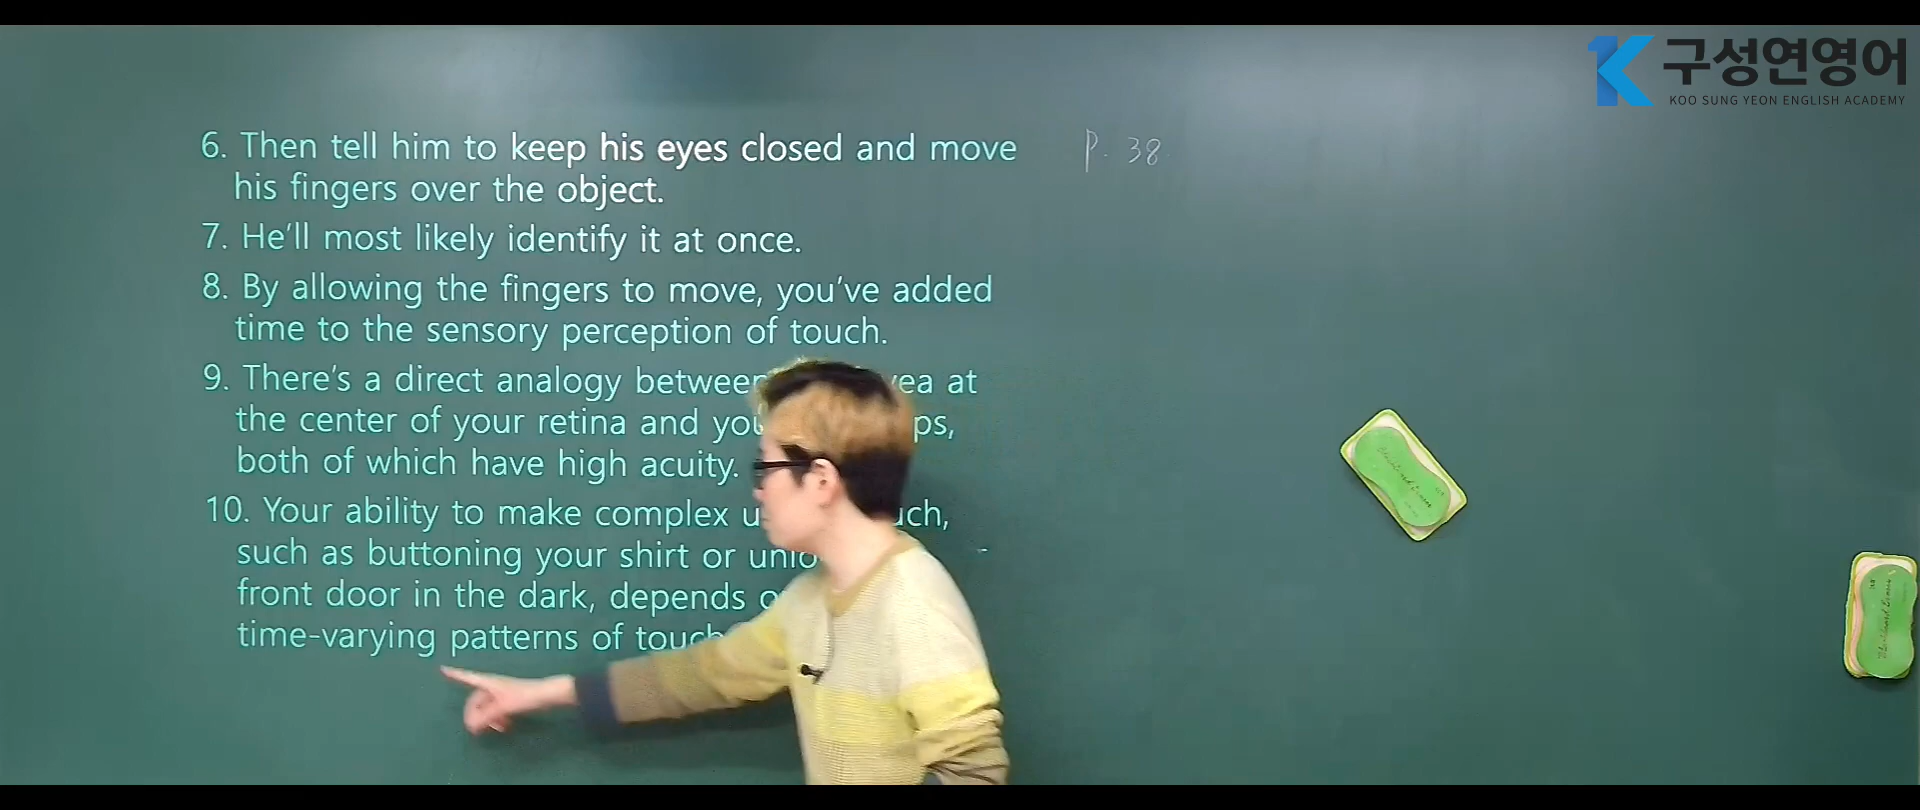 구성연영어
KOO SUNG YEON ENGLISH ACADEMY
6. Then tell him to keep his eyes closed and move
his fingers over the object.
P. 38
7. He'll most likely identify it at once.
8. By allowing the fingers to move, you've added
time to the sensory perception of touch.
9. There's a direct analogy between at
the center of your retina and
both of which have high acuity.
10. Your ability to make complex
such as buttoning your shirt or
front door in the dark, depends
time-varying patterns of